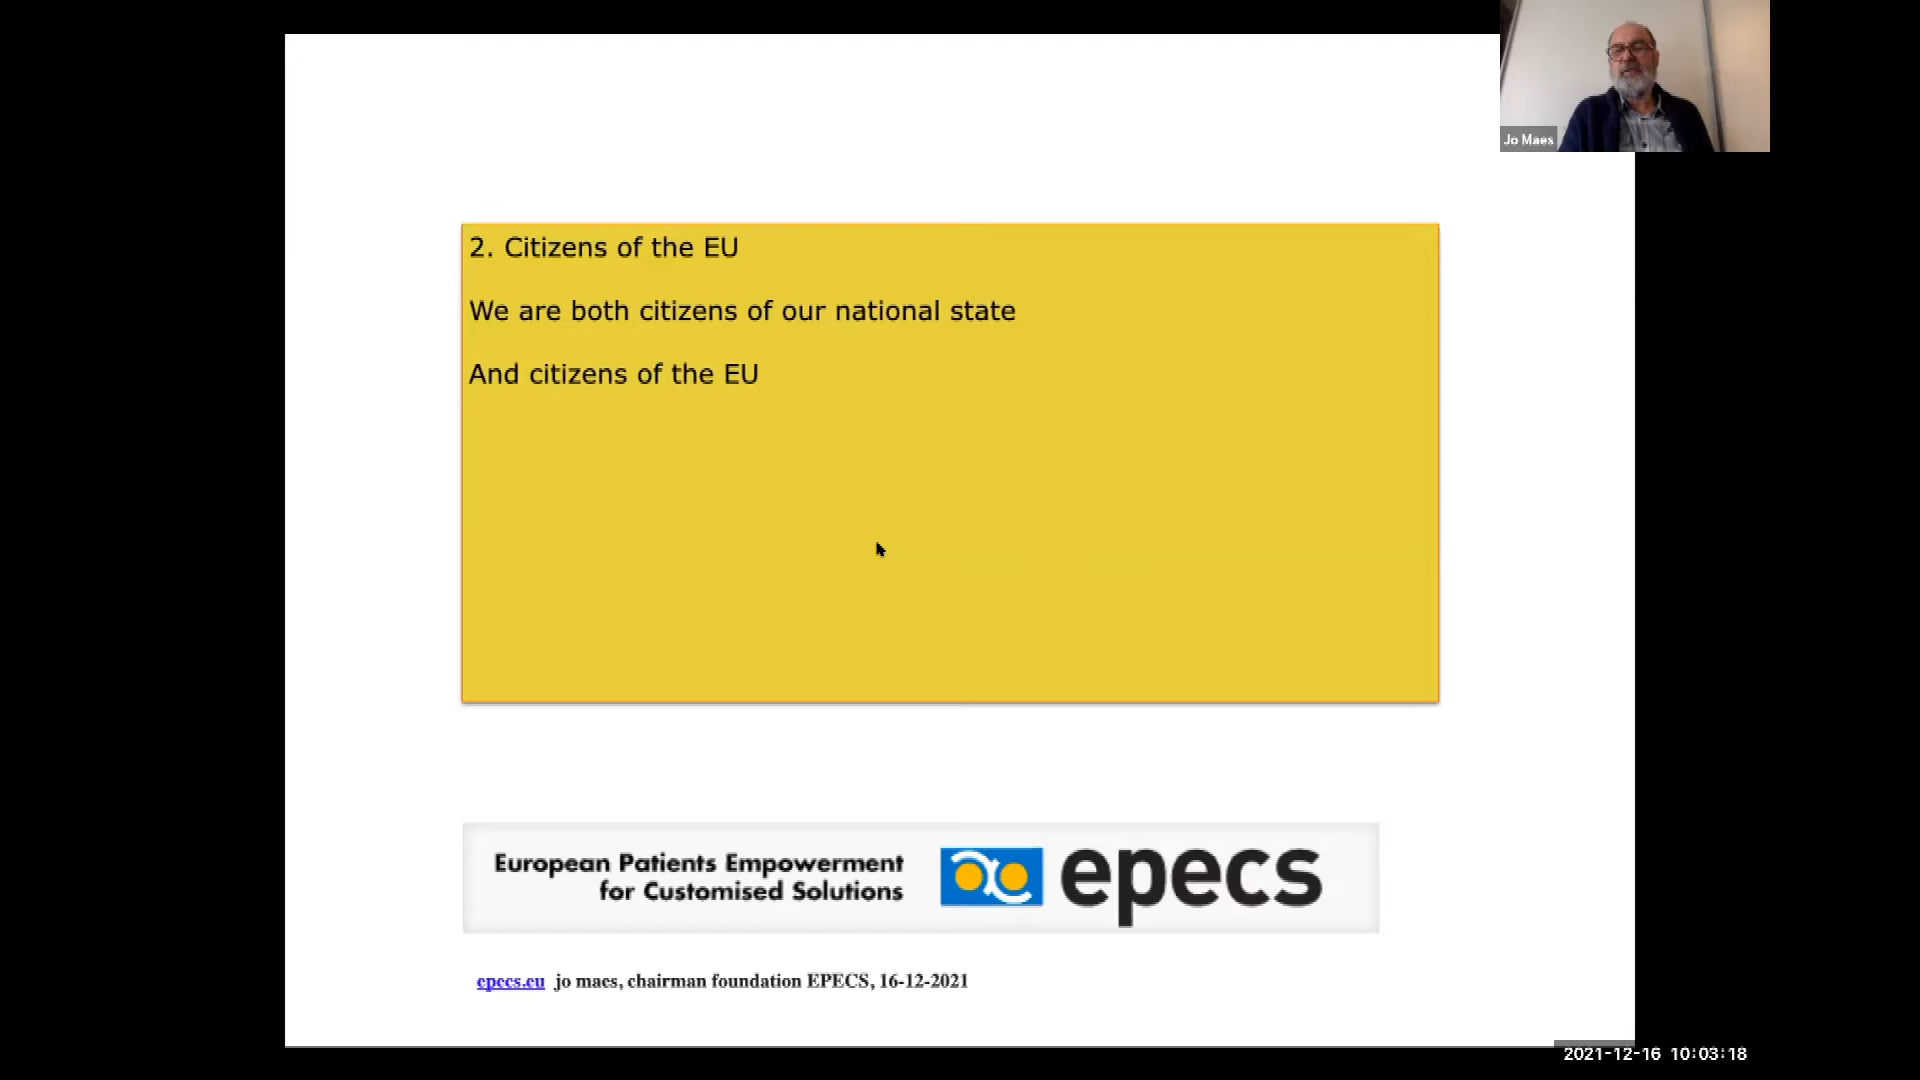 Jo Maes
2. Citizens of the EU
We are both citizens of our national state
And citizens of the EU
European Patients Empowerment
for Customised Solutions
epecs
epecs.eu jo maes, chairman foundation EPECS, 16-12-2021
2021-12-16 10:03:18